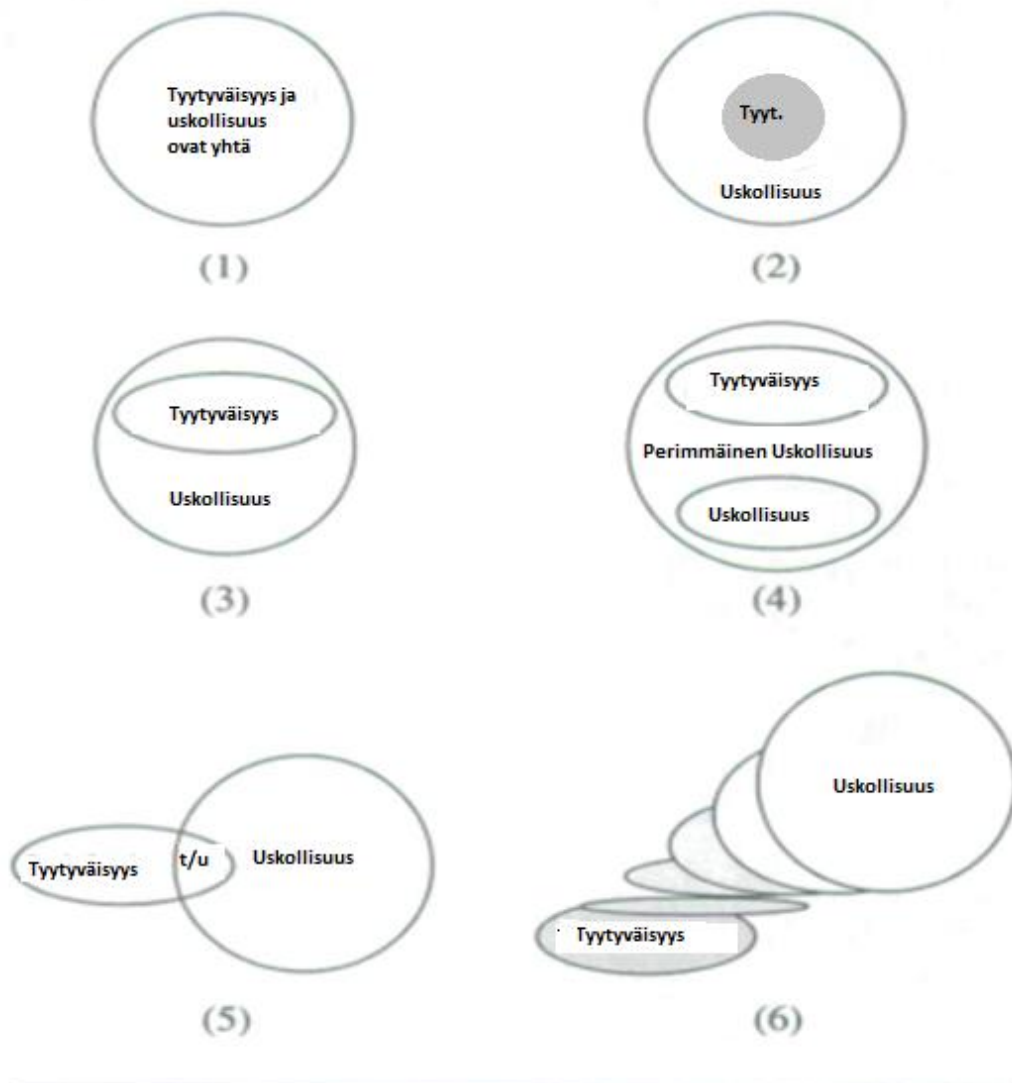 Tyytyväisyys ja
uskollisuus
ovat yhtä
(1)
Tyyt.
Uskollisuus
(2)
Tyytyväisyys
Uskollisuus
(3)
Tyytyväisyys
Perimmäinen Uskollisuus
Uskollisuus
(4)
Tyytyväisyys
t/u
Uskollisuus
(5)
Uskollisuus
Tyytyväisyys
(6)